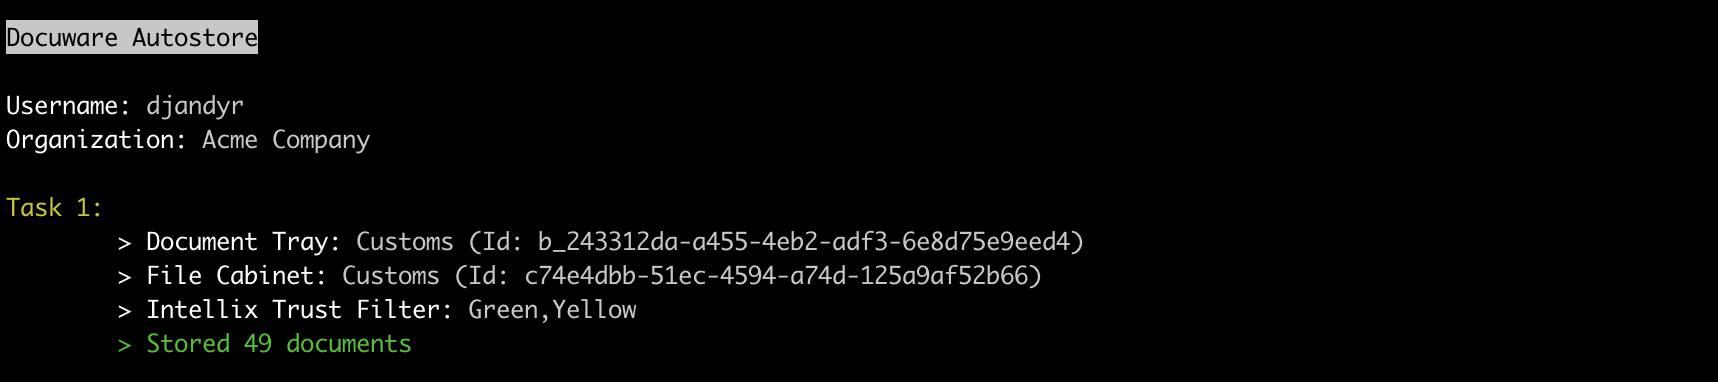 Docuware Autostore
Username: djandyr
Organization: Acme Company
Task 1:
> Document Tray: Customs (Id: b_243312da-a455-4eb2-adf3-6e8d75e9eed4)
> File Cabinet: Customs (Id: c74e4dbb-51ec-4594-a74d-125a9af52b66)
> Intellix Trust Filter: Green,Yellow
> Stored 49 documents